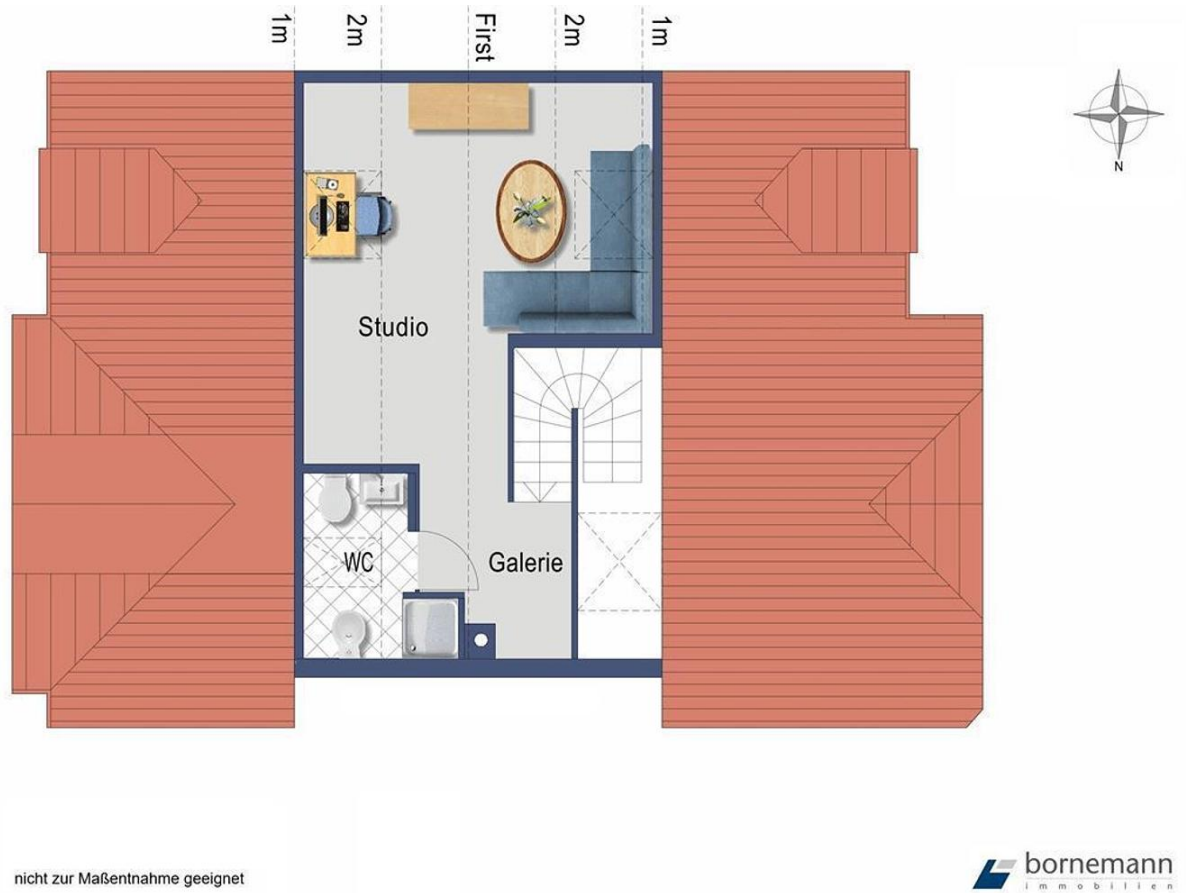 1m
2m
First
2m
1m
N
Studio
WC
Galerie
nicht zur Maßentnahme geeignet
bornemann
immobilien